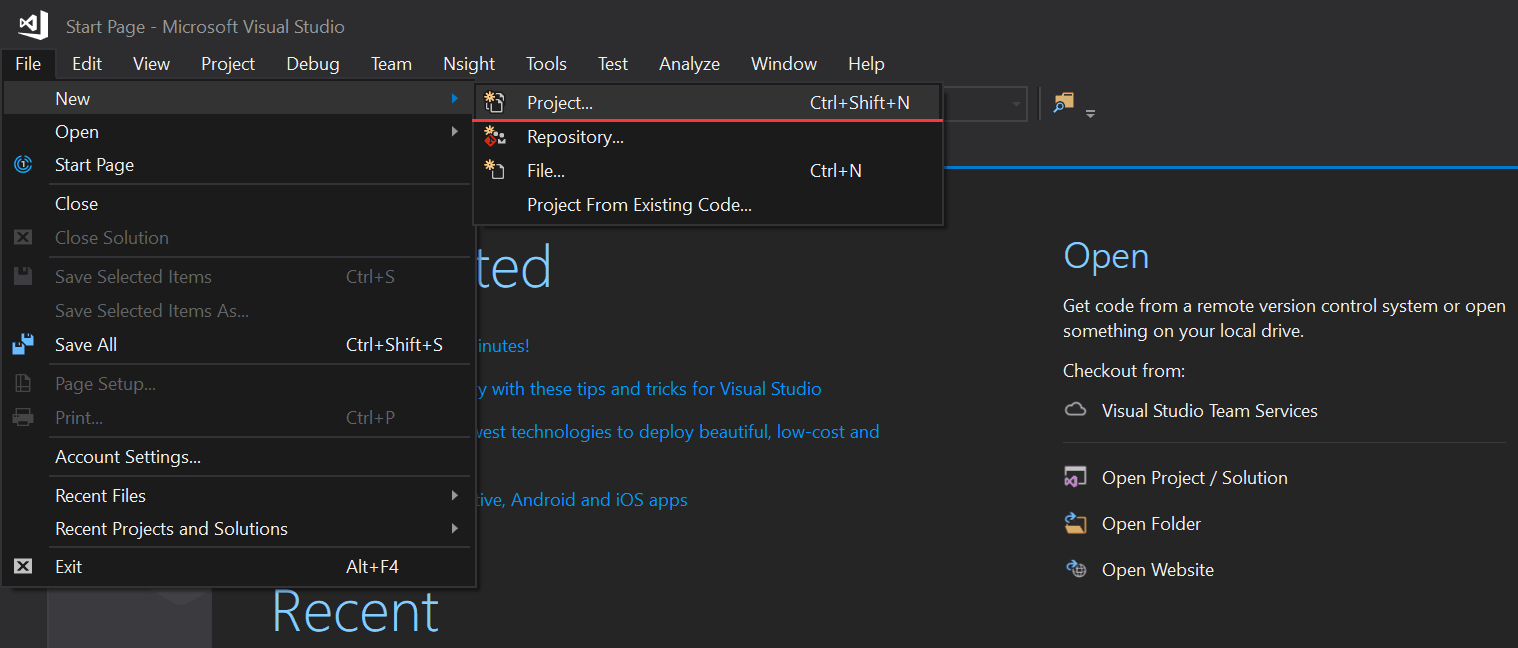 Start Page - Microsoft Visual Studio
File Edit View Project Debug Team Nsight Tools Test Analyze Window Help
New
Open
Start Page
Close
Close Solution
Save Selected Items Ctrl+S
Save Selected Items As...
Save All Ctrl+Shift+S
Page Setup...
Print... Ctrl+P
Account Settings...
Recent Files
Recent Projects and Solutions
Exit Alt+F4
Project... Ctrl+Shift+N
Repository...
File... Ctrl+N
Project From Existing Code...
ted
inutes!
y with these tips and tricks for Visual Studio
west technologies to deploy beautiful, low-cost and
tive, Android and iOS apps
Recent
Open
Get code from a remote version control system or open
something on your local drive.
Checkout from:
Visual Studio Team Services
Open Project / Solution
Open Folder
Open Website